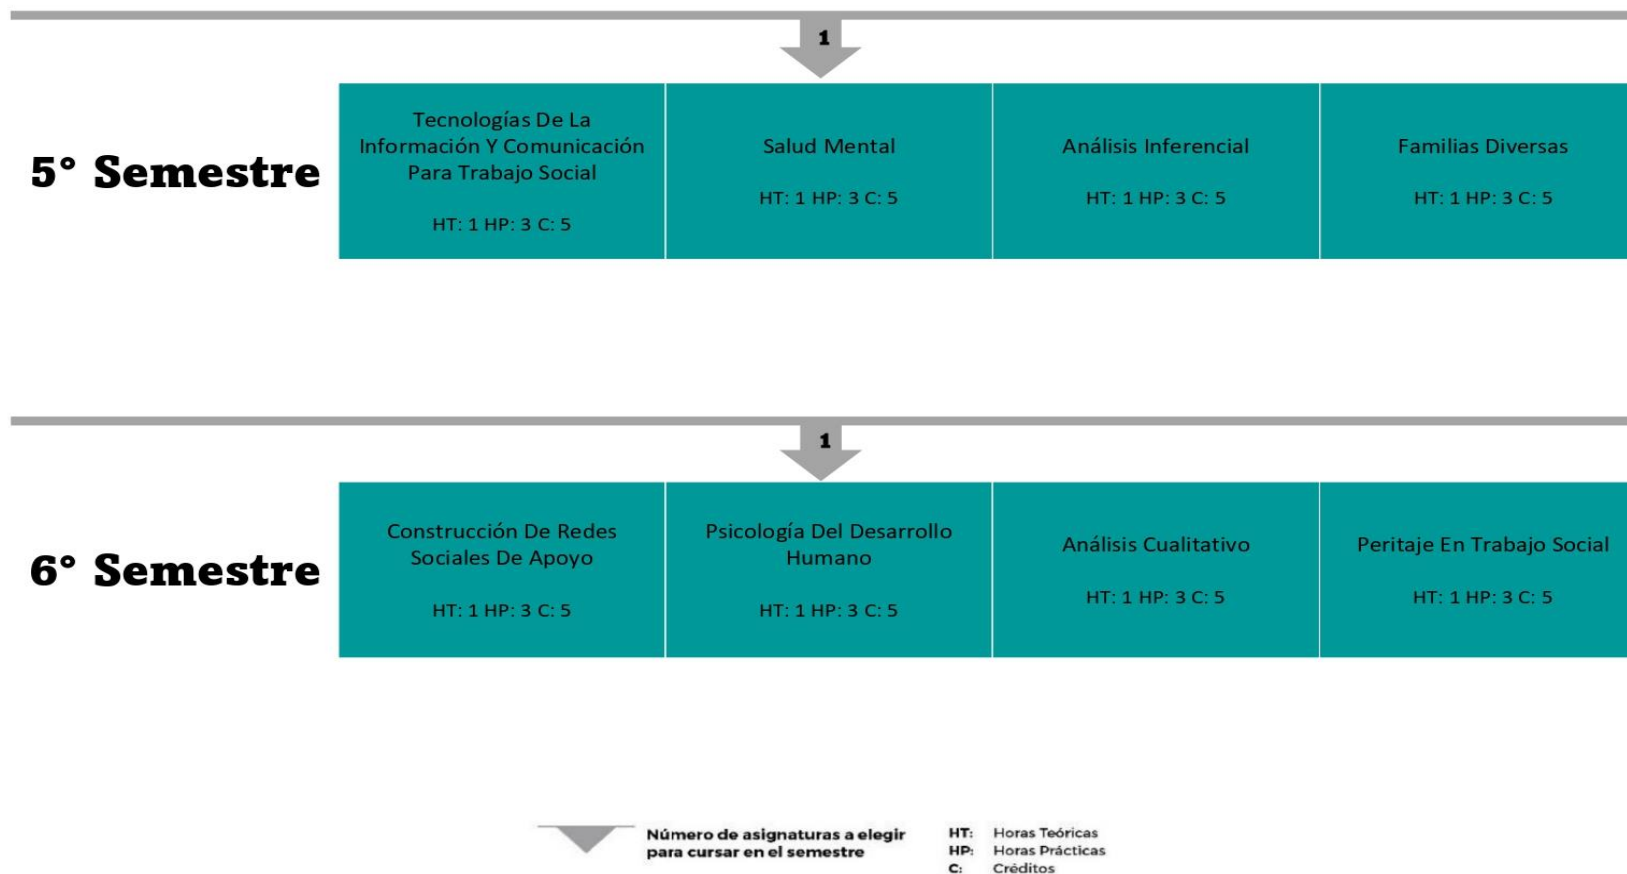 1
5° Semestre
Tecnologías De La
Información Y Comunicación
Para Trabajo Social
HT: 1 HP: 3 C: 5
Salud Mental
HT: 1 HP: 3 C: 5
Análisis Inferencial
HT: 1 HP: 3 C: 5
Familias Diversas
HT: 1 HP: 3 C: 5
1
6° Semestre
Construcción De Redes
Sociales De Apoyo
HT: 1 HP: 3 C: 5
Psicología Del Desarrollo
Humano
HT: 1 HP: 3 C: 5
Análisis Cualitativo
HT: 1 HP: 3 C: 5
Peritaje En Trabajo Social
HT: 1 HP: 3 C: 5
Número de asignaturas a elegir
para cursar en el semestre
HT: Horas Teóricas
HP: Horas Prácticas
C: Créditos